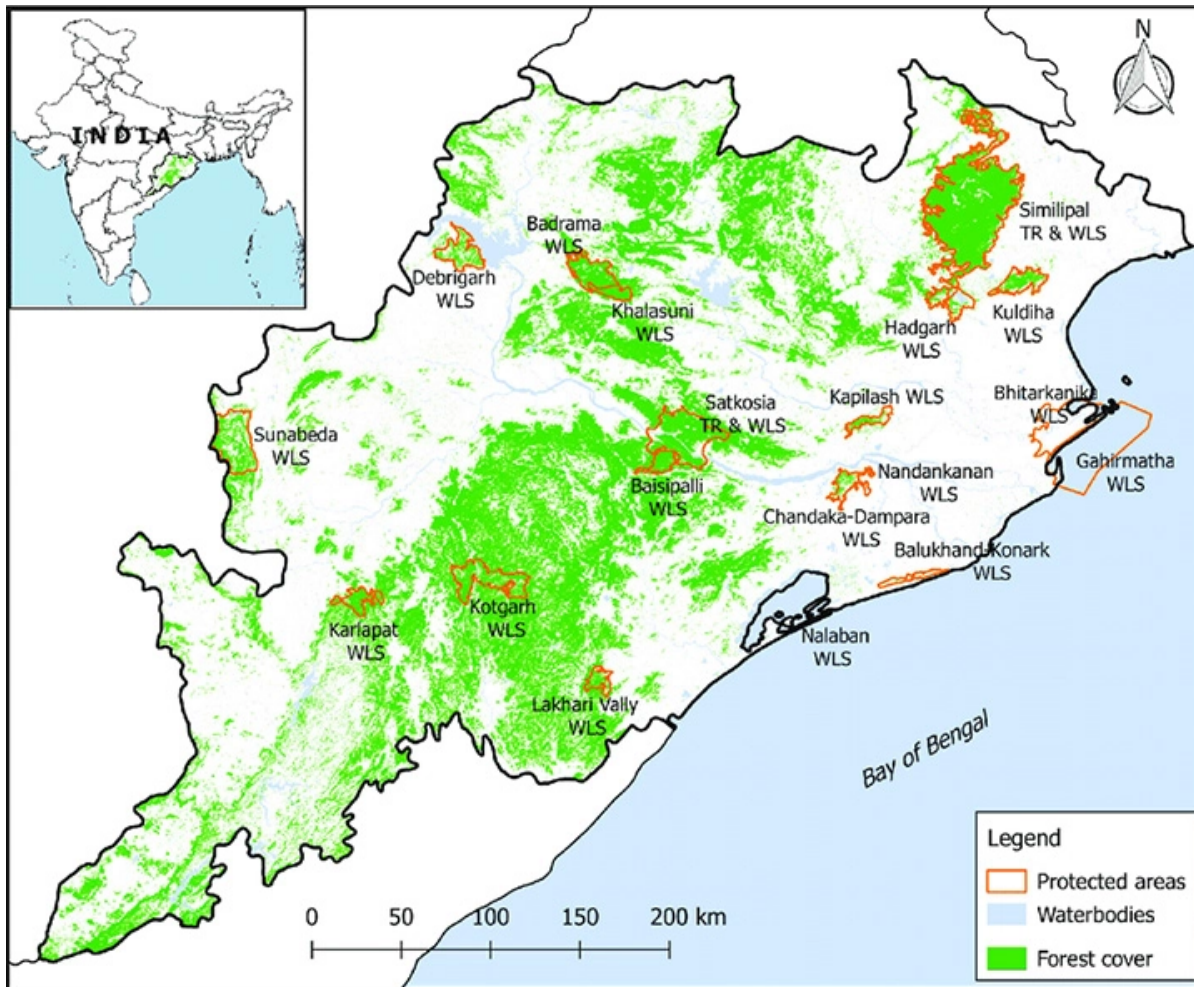 INDIA
N
Similipal
TR & WLS
Badrama
WLS
Debrigarh
WLS
Khalasuni
WLS
Hadgarh
WLS
Kuldiha
WLS
Sunabeda
WLS
Satkosia
TR & WLS
Kapilash WLS
Bhitarkanika
WLS
Gahirmatha
WLS
Baisipalli
WLS
Nandankanan
WLS
Chandaka-Dampara
WLS
Balukhand-Konark
WLS
Karlapat
WLS
Kotgarh
WLS
Nalaban
WLS
Lakhari Vally
WLS
Bay of Bengal
Legend
Protected areas
Waterbodies
Forest cover
0 50 100 150 200 km